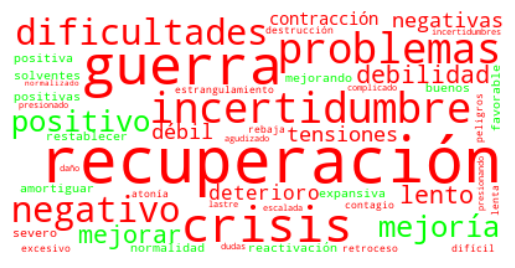 contracción negativas
dificultades destrucción incertidumbres
positiva guerra problemas
solventes mejorando debilidad
normalizado estrangulamiento complicado buenos favorable
positivas incertidumbre
presionado
positivo débil rebaja tensiones peligros
restablecer agudizado
recuperación
daño
amortiguar atonía deterioro expansiva lento presionando
negativo lastre contagio lenta
crisis escalada mejoría
severo mejorar dudas
excesivo normalidad reactivación retroceso difícil